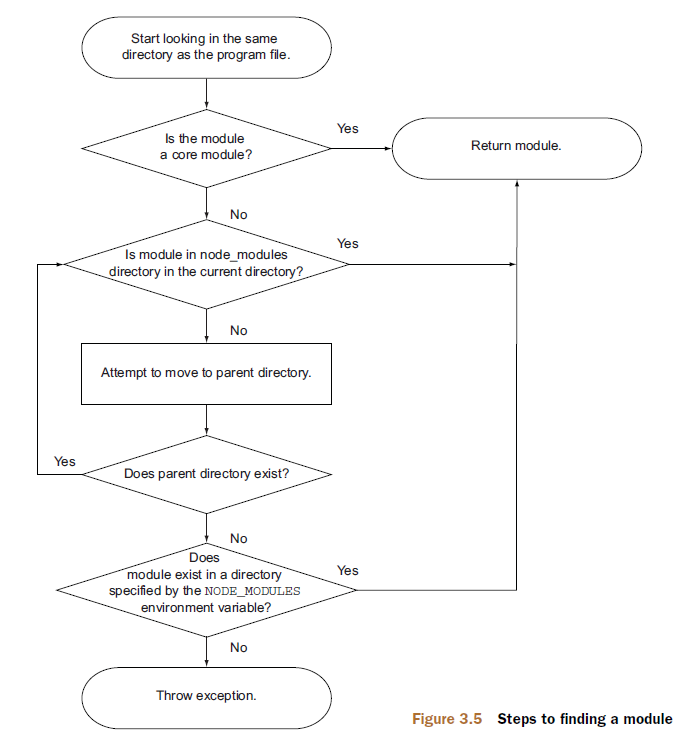 Start looking in the same
directory as the program file.
Is the module
a core module?
Yes
Return module.
No
Is module in node_modules
directory in the current directory?
Yes
No
Attempt to move to parent directory.
Yes
Does parent directory exist?
No
Does
module exist in a directory
specified by the NODE_MODULES
environment variable?
Yes
No
Throw exception.
Figure 3.5 Steps to finding a module